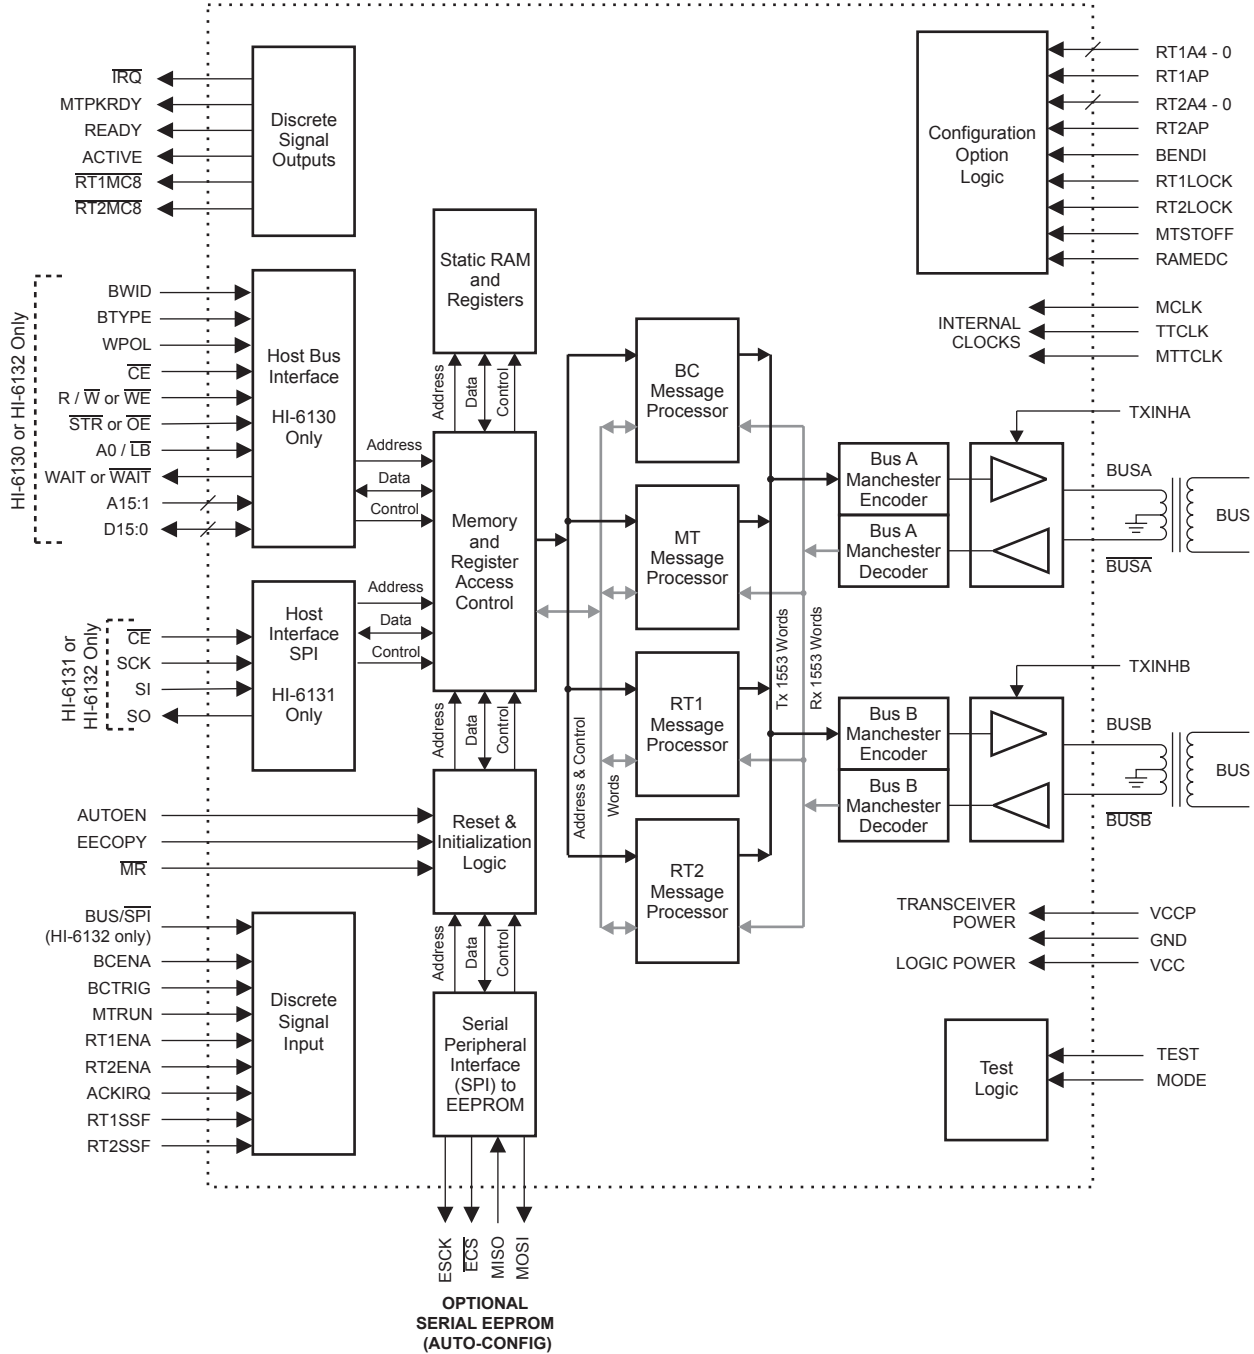 IRQ
MTPKRDY
READY
ACTIVE
RT1MC8
RT2MC8
Discrete
Signal
Outputs
Configuration
Option
Logic
RT1A4 - 0
RT1AP
RT2A4 - 0
RT2AP
BENDI
RT1LOCK
RT2LOCK
MTSTOFF
RAMEDC
INTERNAL
CLOCKS
MCLK
TTCLK
MTTCLK
HI-6130 or HI-6132 Only
BWID
BTYPE
WPOL
CE
R / W or WE
STR or OE
A0 / LB
WAIT or WAIT
A15:1
D15:0
Host Bus
Interface
HI-6130
Only
Static RAM
and
Registers
Address
Data
Control
Address
Data
Control
Memory
and
Register
Access
Control
HI-6131 or
HI-6132 Only
CE
SCK
SI
SO
Host
Interface
SPI
HI-6131
Only
Address
Data
Control
Address
Data
Control
AUTOEN
EECOPY
MR
Reset &
Initialization
Logic
BUS/SPI
(HI-6132 only)
BCENA
BCTRIG
MTRUN
RT1ENA
RT2ENA
ACKIRQ
RT1SSF
RT2SSF
Discrete
Signal
Input
Address
Data
Control
Serial
Peripheral
Interface
(SPI) to
EEPROM
ESCK
ECS
MISO
MOSI
OPTIONAL
SERIAL EEPROM
(AUTO-CONFIG)
BC
Message
Processor
MT
Message
Processor
RT1
Message
Processor
RT2
Message
Processor
Address & Control
Words
Tx 1553 Words
Rx 1553 Words
Bus A
Manchester
Encoder
Bus A
Manchester
Decoder
TXINHA
BUSA
BUSA
BUS
Bus B
Manchester
Encoder
Bus B
Manchester
Decoder
TXINHB
BUSB
BUSB
BUS
TRANSCEIVER
POWER
LOGIC POWER
VCCP
GND
VCC
Test
Logic
TEST
MODE